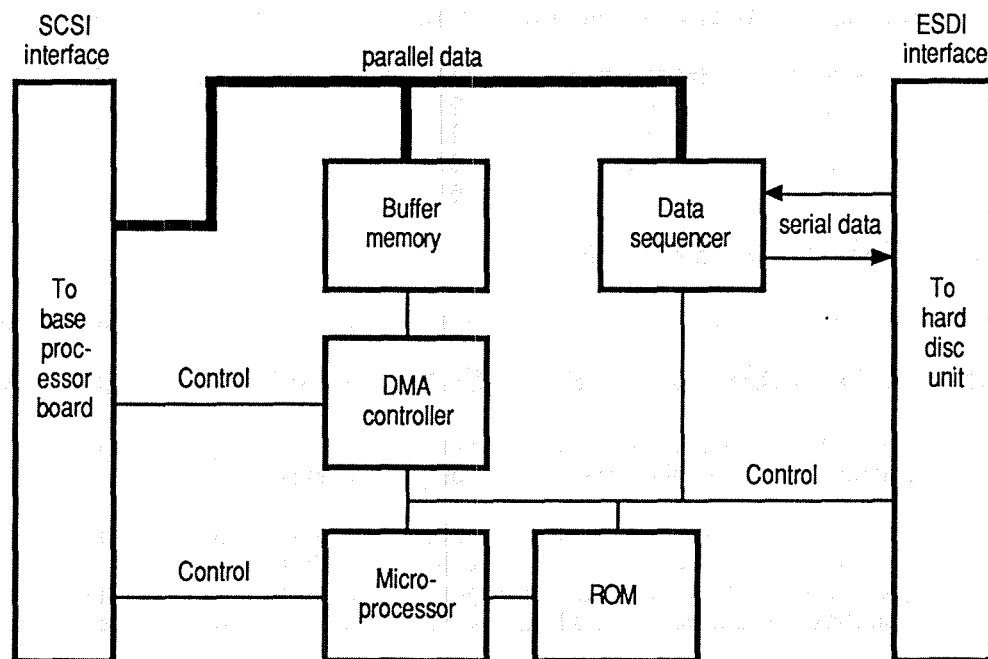 SCSI
interface
ESDI
interface
parallel data
Buffer
memory
Data
sequencer
serial data
To
base
proc-
essor
board
To
hard
disc
unit
Control
DMA
controller
Control
Control
Micro-
processor
ROM